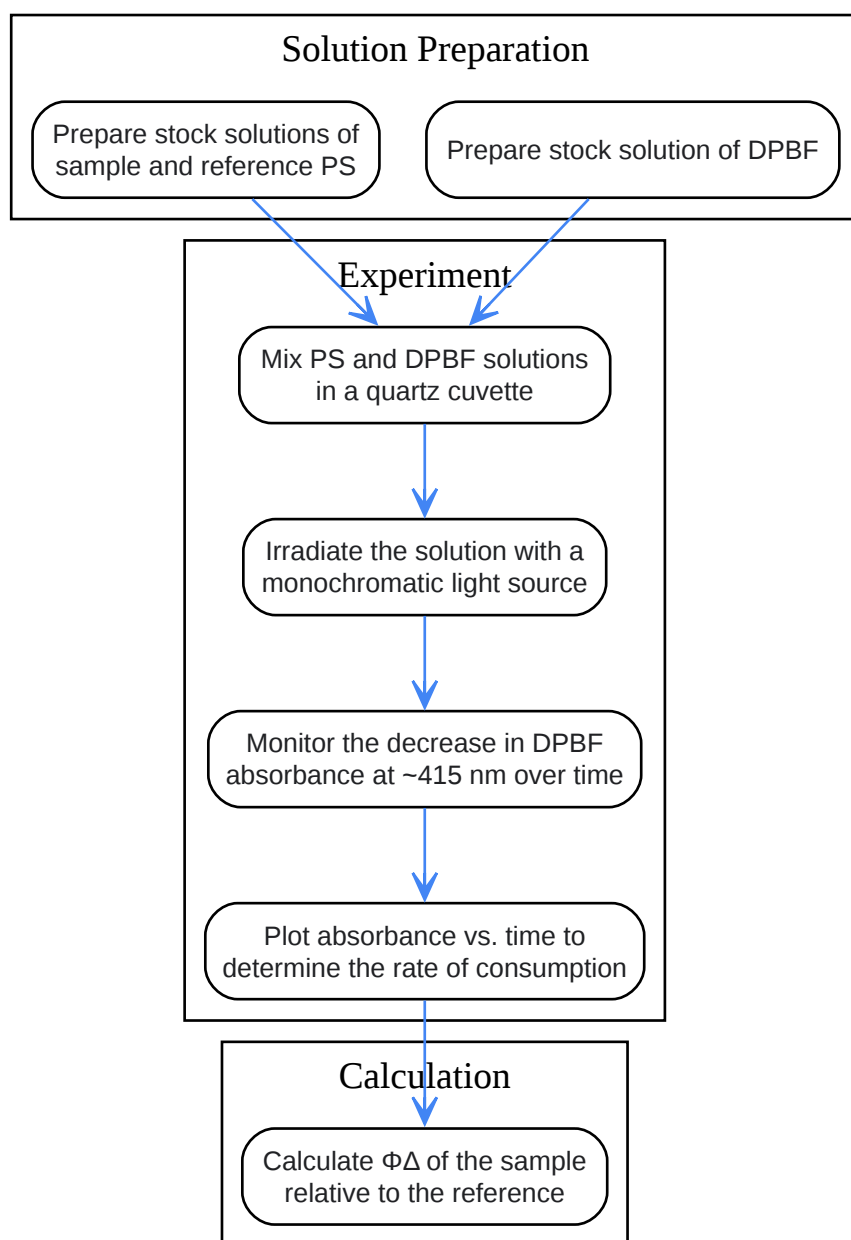 Solution Preparation
Prepare stock solutions of
sample and reference PS
Prepare stock solution of DPBF
Experiment
Mix PS and DPBF solutions
in a quartz cuvette
Irradiate the solution with a
monochromatic light source
Monitor the decrease in DPBF
absorbance at ~415 nm over time
Plot absorbance vs. time to
determine the rate of consumption
Calculation
Calculate ΦΔ of the sample
relative to the reference